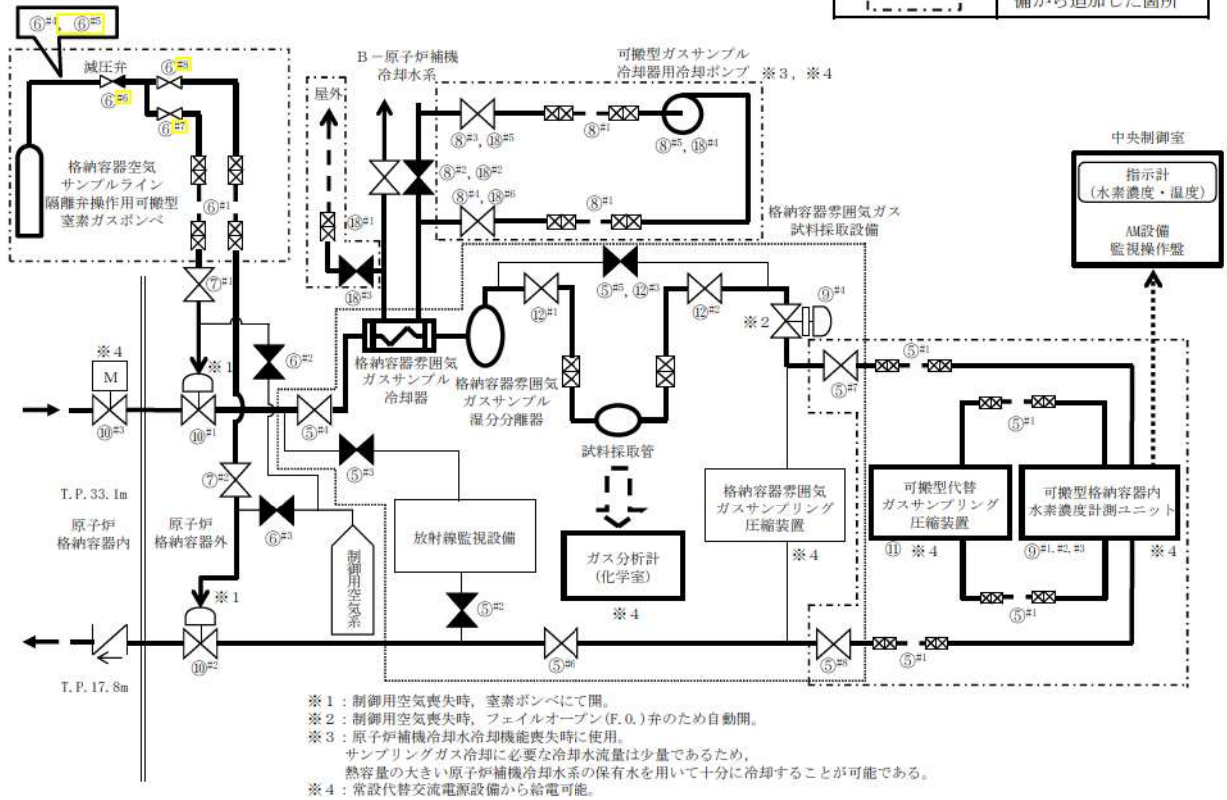 備から追加した箇所
⑥#4, ⑥#5
減圧弁
⑥#8
⑥#6
⑥#7
格納容器空気
サンプルライン
隔離弁操作用可搬型
窒素ガスボンベ
⑥#1
屋外
B－原子炉補機
冷却水系
可搬型ガスサンプル
冷却器用冷却ポンプ ※3, ※4
⑧#3, ⑱#5
⑧#1
⑧#5, ⑱#4
⑧#2, ⑱#2
⑧#4, ⑱#6
⑧#1
⑱#1
⑱#3
格納容器雰囲気ガス
試料採取設備
中央制御室
指示計
(水素濃度・温度)
AM設備
監視操作盤
⑦#1
※1
⑥#2
※4
M
⑩#3
⑩#1
⑤#4
格納容器雰囲気
ガスサンプル
冷却器
格納容器雰囲気
ガスサンプル
湿分分離器
⑤#5, ⑫#3
⑫#1
⑫#2
⑨#4
※2
⑤#7
⑤#1
⑤#1
試料採取管
⑤#3
⑦#2
⑥#3
T.P.33.1m
原子炉
格納容器内
原子炉
格納容器外
制御用空気系
放射線監視設備
ガス分析計
(化学室)
※4
格納容器雰囲気
ガスサンプリング
圧縮装置
※4
可搬型代替
ガスサンプリング
圧縮装置
⑪ ※4
可搬型格納容器内
水素濃度計測ユニット
⑨#1, #2, #3 ※4
⑤#1
⑤#1
※1
⑩#2
⑤#2
⑤#6
⑤#8
T.P.17.8m
※1：制御用空気喪失時，窒素ボンベにて開。
※2：制御用空気喪失時，フェイルオープン(F.O.)弁のため自動開。
※3：原子炉補機冷却水冷却機能喪失時に使用。
サンプリングガス冷却に必要な冷却水流量は少量であるため，
熱容量の大きい原子炉補機冷却水系の保有水を用いて十分に冷却することが可能である。
※4：常設代替交流電源設備から給電可能。